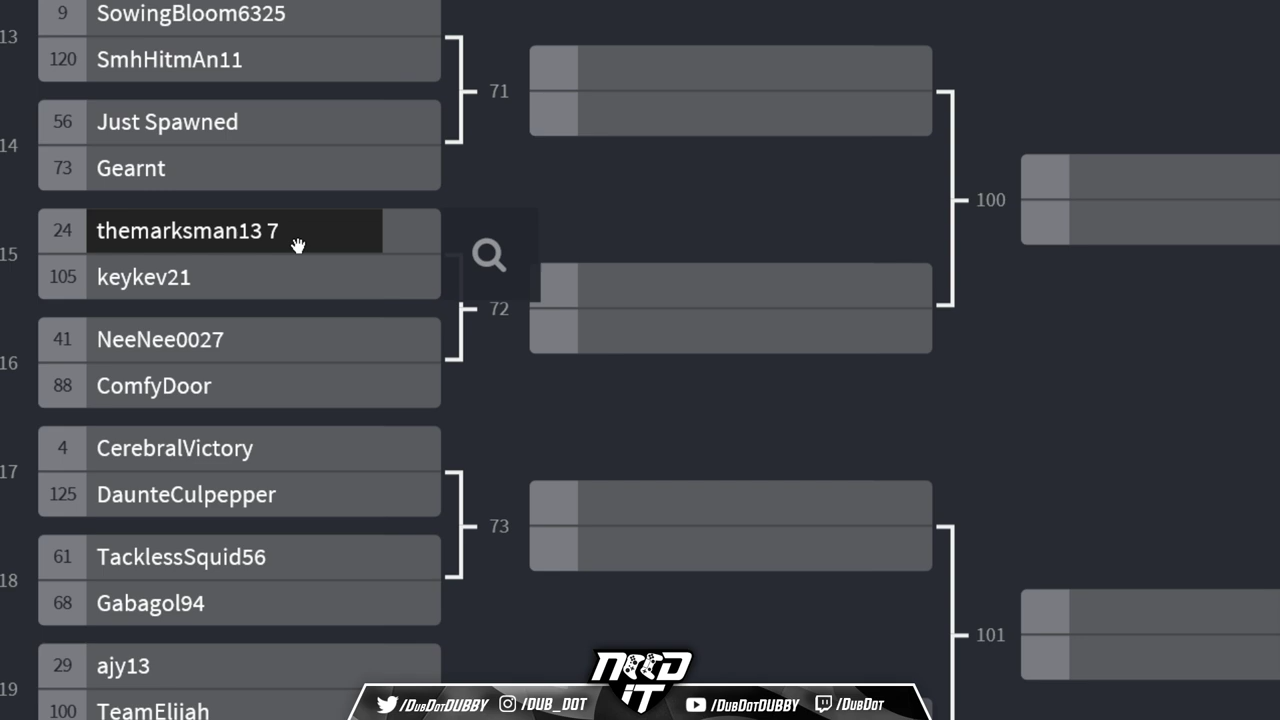 13
9 SowingBloom6325
120 SmhHitmAn11
71
14
56 Just Spawned
73 Gearnt
100
15
24 themarksman13 7
105 keykev21
72
16
41 NeeNee0027
88 ComfyDoor
17
4 CerebralVictory
125 DaunteCulpepper
73
18
61 TacklessSquid56
68 Gabagol94
101
19
29 ajy13
100 TeamElijah
NEED IT
/DubDotDUBBY /DUB_DOT /DubDotDUBBY /DubDot